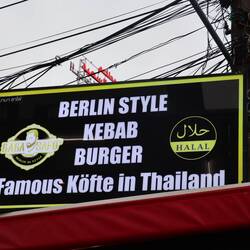 BERLIN STYLE
KEBAB
BURGER
حلال
HALAL
Famous Köfte in Thailand